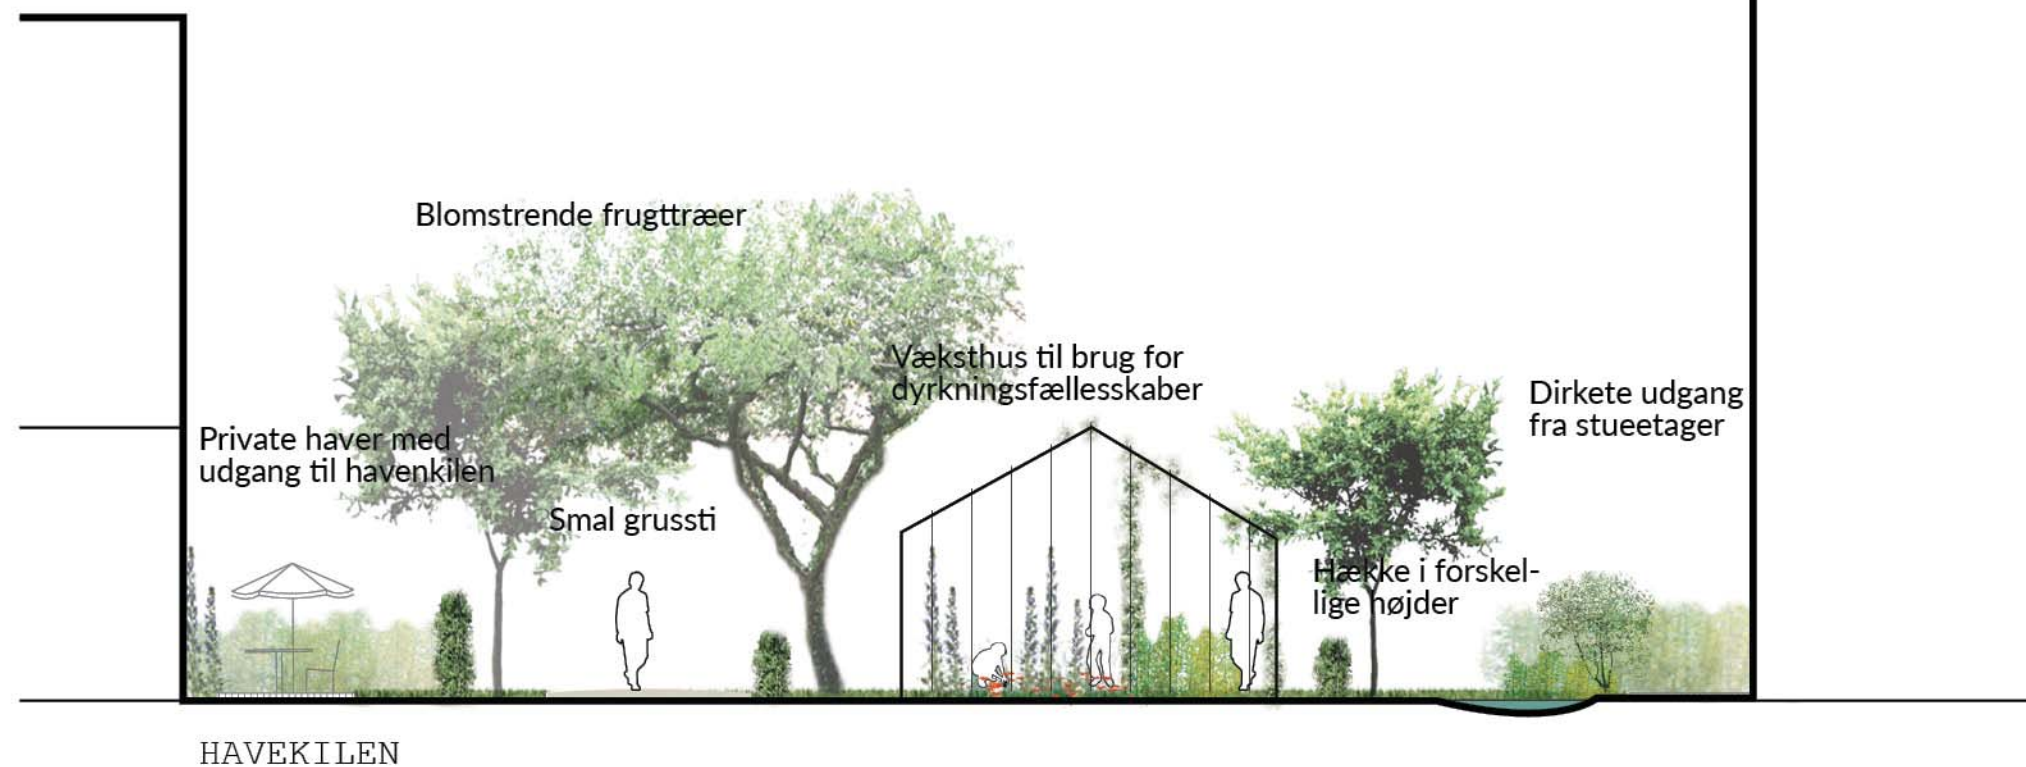 Blomstrende frugttræer
Væksthus til brug for
dyrkningsfællesskaber
Dirkete udgang
fra stueetager
Private haver med
udgang til havenkilen
Smal grussti
Hække i forskel-
lige højder
HAVEKILEN